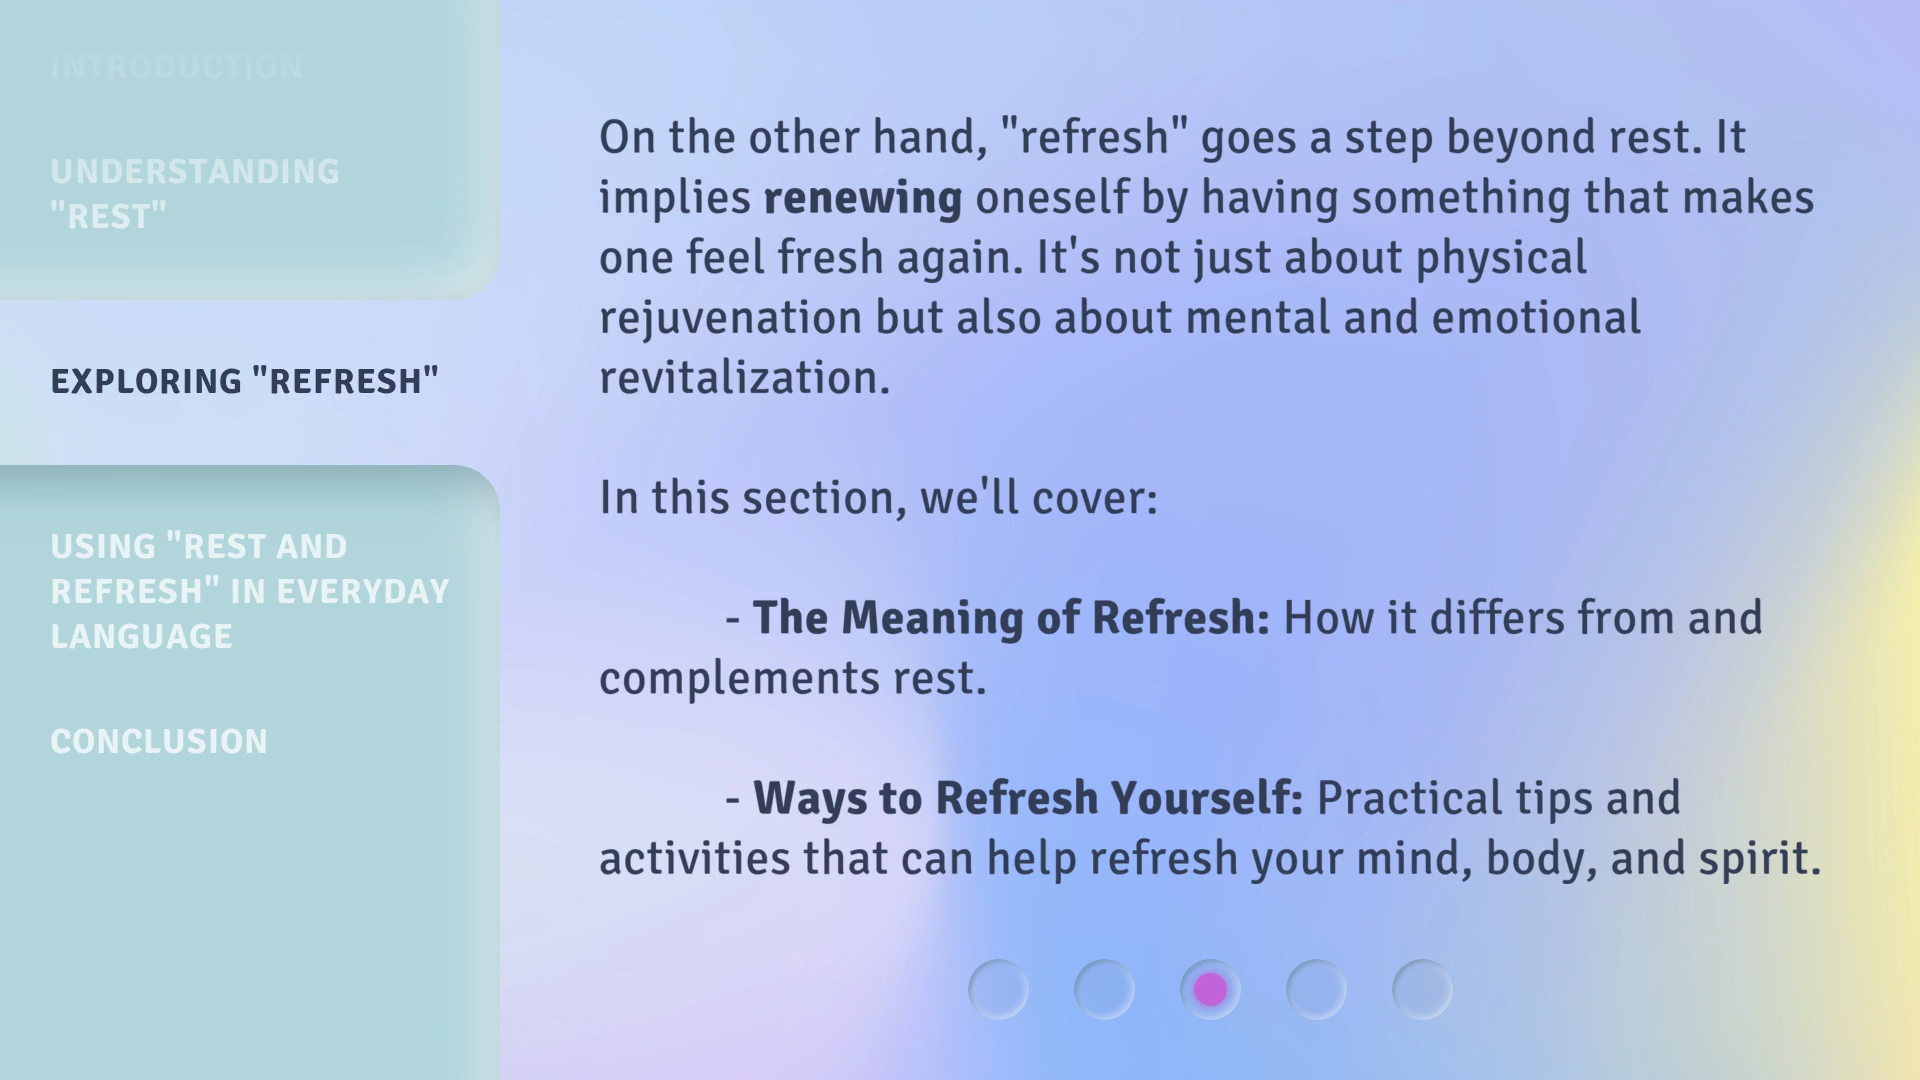 INTRODUCTION
UNDERSTANDING
"REST"
EXPLORING "REFRESH"
USING "REST AND
REFRESH" IN EVERYDAY
LANGUAGE
CONCLUSION
On the other hand, "refresh" goes a step beyond rest. It
implies renewing oneself by having something that makes
one feel fresh again. It's not just about physical
rejuvenation but also about mental and emotional
revitalization.
In this section, we'll cover:
- The Meaning of Refresh: How it differs from and
complements rest.
- Ways to Refresh Yourself: Practical tips and
activities that can help refresh your mind, body, and spirit.